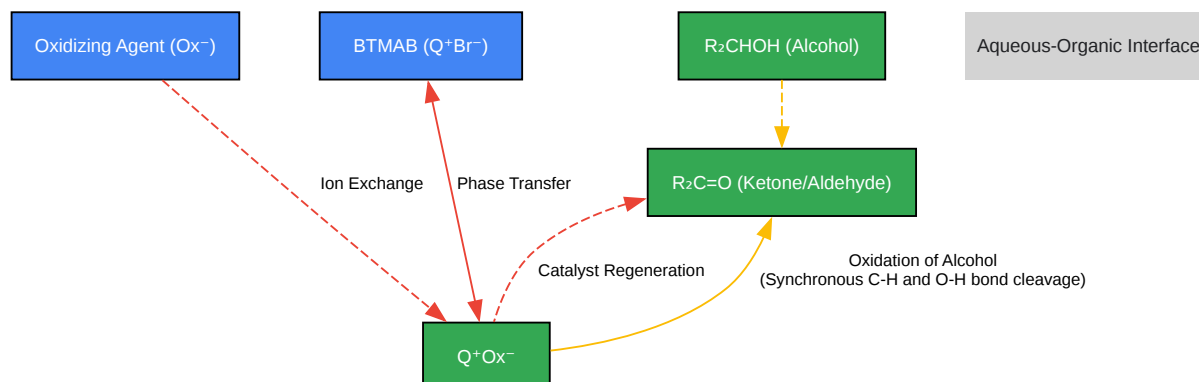 Oxidizing Agent (Ox⁻)
BTMAB (Q⁺Br⁻)
R₂CHOH (Alcohol)
Aqueous-Organic Interface
R₂C=O (Ketone/Aldehyde)
Ion Exchange
Phase Transfer
Catalyst Regeneration
Oxidation of Alcohol
(Synchronous C-H and O-H bond cleavage)
Q⁺Ox⁻